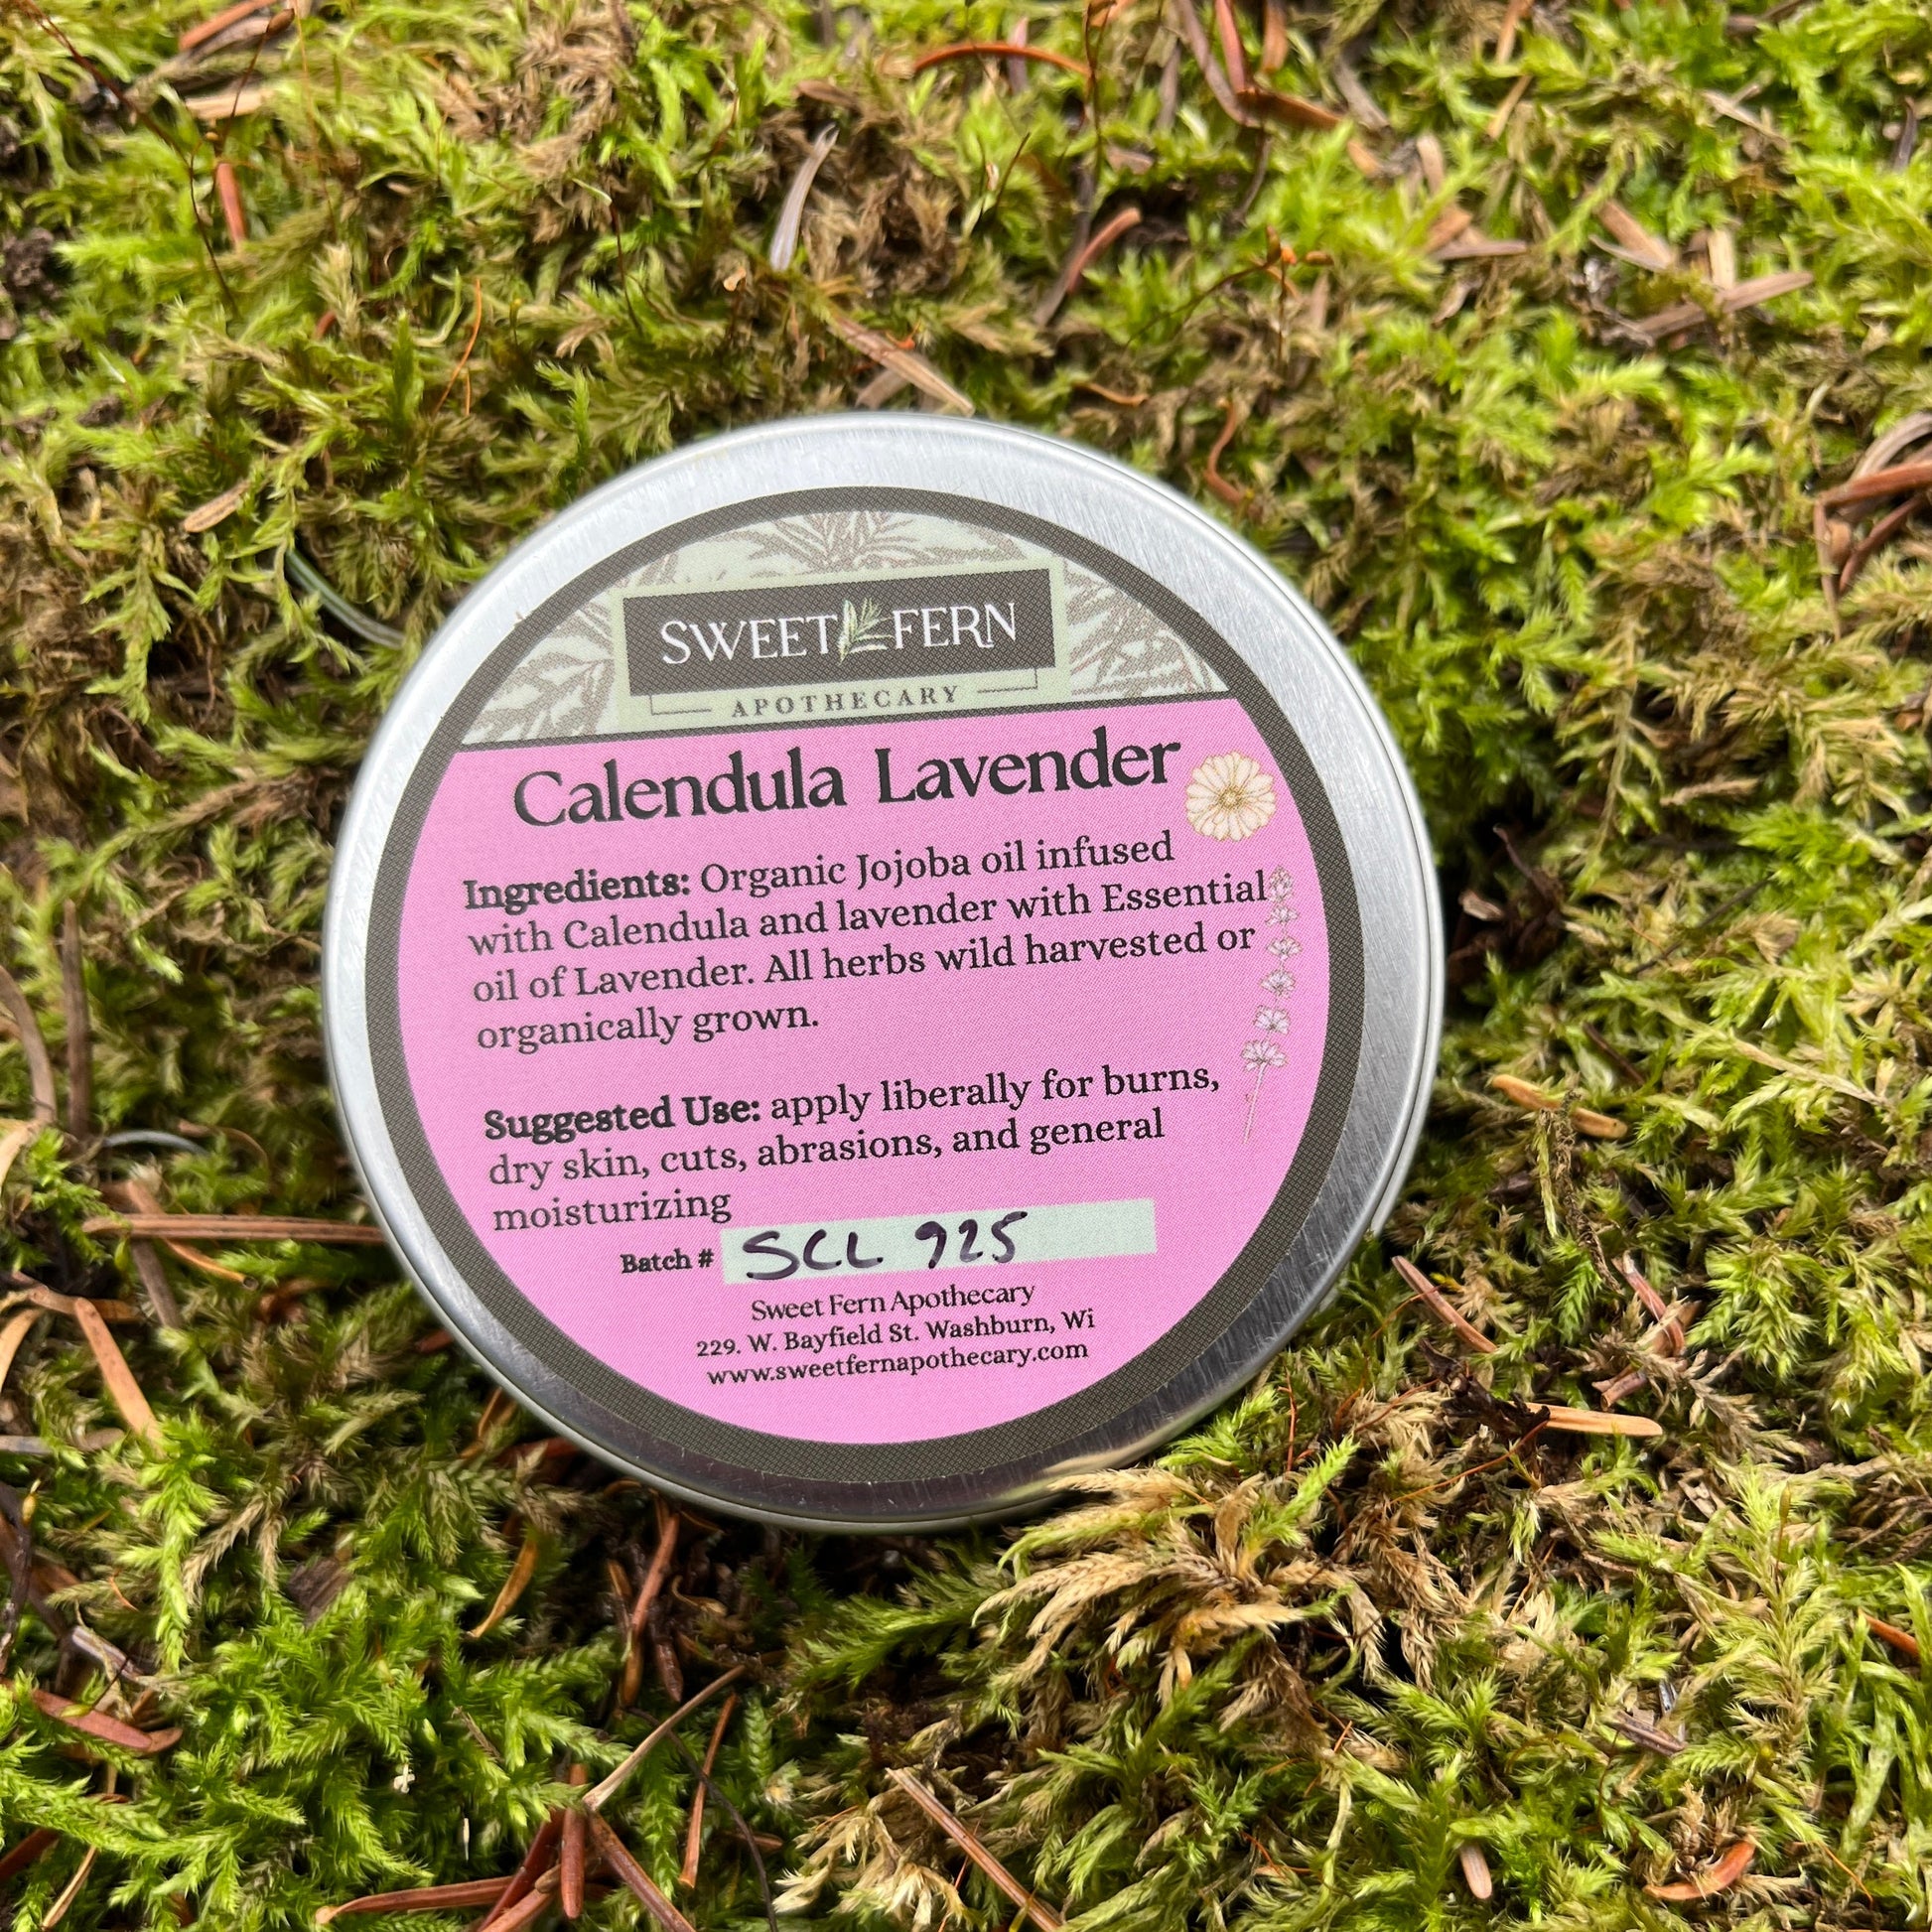 SWEET FERN
APOTHECARY
Calendula Lavender
Ingredients: Organic Jojoba oil infused
with Calendula and lavender with Essential
oil of Lavender. All herbs wild harvested or
organically grown.
Suggested Use: apply liberally for burns,
dry skin, cuts, abrasions, and general
moisturizing
Batch # SCL 925
Sweet Fern Apothecary
229. W. Bayfield St. Washburn, Wi
www.sweetfernapothecary.com